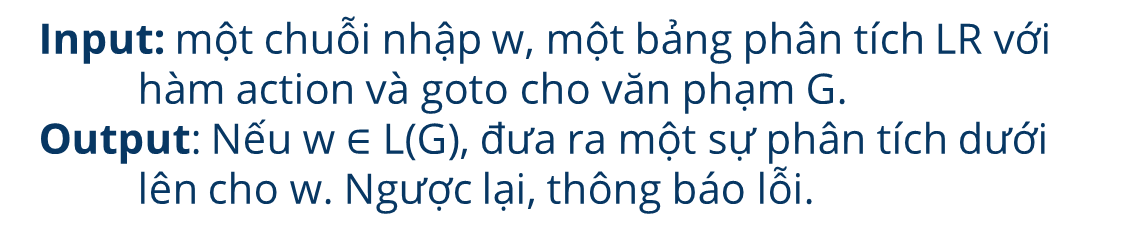 Input: một chuỗi nhập w, một bảng phân tích LR với
hàm action và goto cho văn phạm G.
Output: Nếu w ∈ L(G), đưa ra một sự phân tích dưới
lên cho w. Ngược lại, thông báo lỗi.